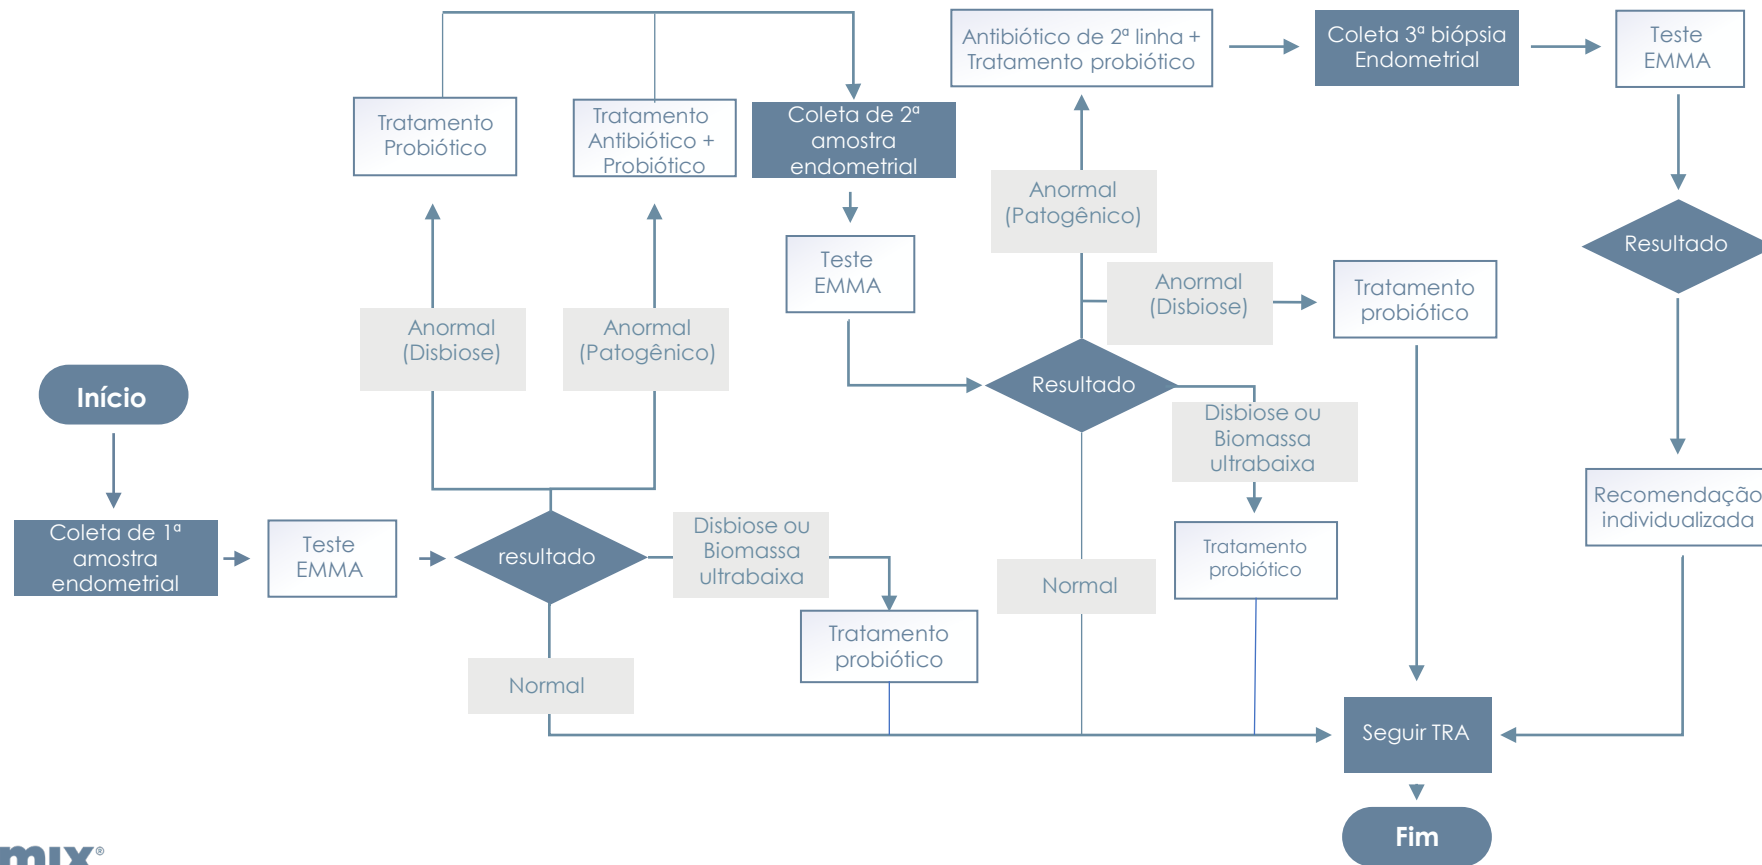 Antibiótico de 2ª linha +
Tratamento probiótico
Coleta 3ª biópsia
Endometrial
Teste
EMMA
Tratamento
Probiótico
Tratamento
Antibiótico +
Probiótico
Coleta de 2ª
amostra
endometrial
Anormal
(Patogênico)
Teste
EMMA
Resultado
Anormal
(Disbiose)
Tratamento
probiótico
Anormal
(Disbiose)
Anormal
(Patogênico)
Resultado
Início
Disbiose ou
Biomassa
ultrabaixa
Coleta de 1ª
amostra
endometrial
Teste
EMMA
resultado
Disbiose ou
Biomassa
ultrabaixa
Normal
Tratamento
probiótico
Recomendação
individualizada
Tratamento
probiótico
Normal
Seguir TRA
Fim
mix®